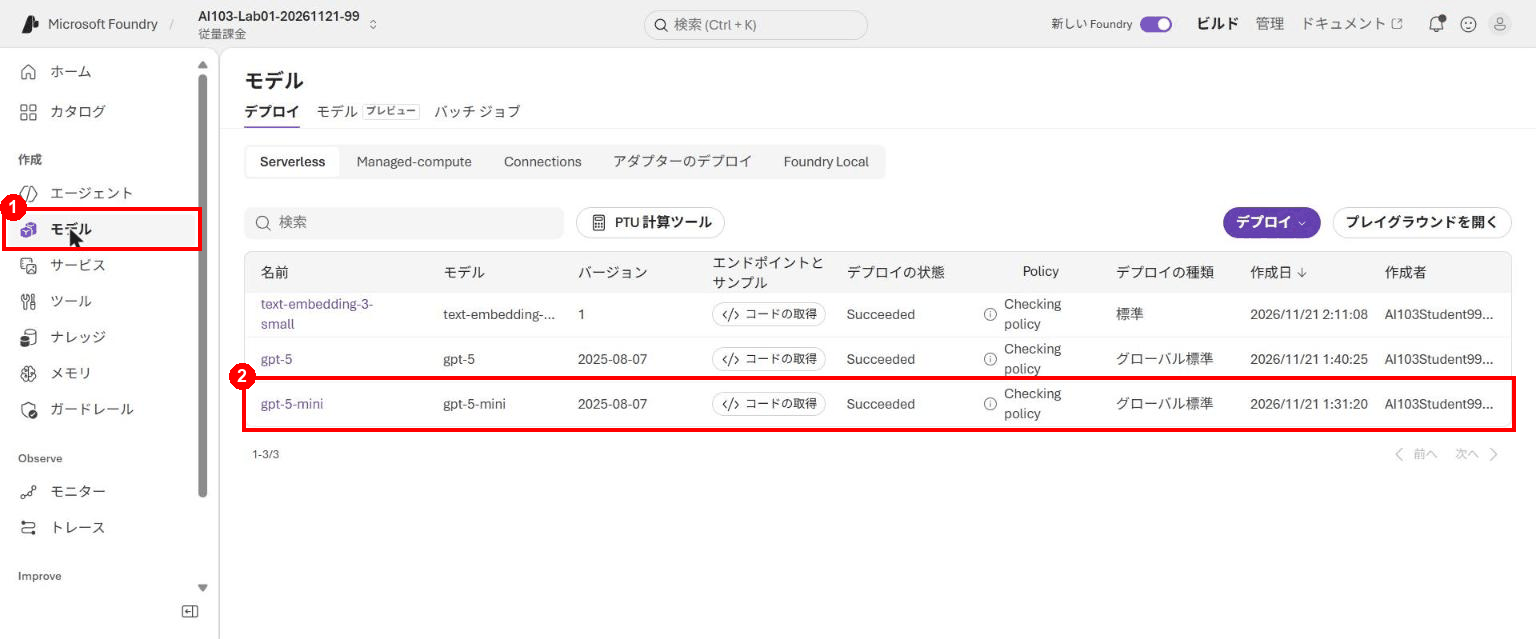 Microsoft Foundry / AI103-Lab01-20261121-99
従量課金
検索 (Ctrl + K)
新しい Foundry ビルド 管理 ドキュメント
ホーム
カタログ
作成
エージェント
1
モデル
サービス
ツール
ナレッジ
メモリ
ガードレール
Observe
モニター
トレース
Improve
モデル
デプロイ モデル プレビュー バッチ ジョブ
Serverless Managed-compute Connections アダプターのデプロイ Foundry Local
検索 PTU 計算ツール デプロイ プレイグラウンドを開く
名前 モデル バージョン エンドポイントと サンプル デプロイの状態 Policy デプロイの種類 作成日 ↓ 作成者
text-embedding-3-small text-embedding-... 1 </> コードの取得 Succeeded Checking policy 標準 2026/11/21 2:11:08 AI103Student99...
gpt-5 gpt-5 2025-08-07 </> コードの取得 Succeeded Checking policy グローバル標準 2026/11/21 1:40:25 AI103Student99...
2
gpt-5-mini gpt-5-mini 2025-08-07 </> コードの取得 Succeeded Checking policy グローバル標準 2026/11/21 1:31:20 AI103Student99...
1-3/3 前へ 次へ